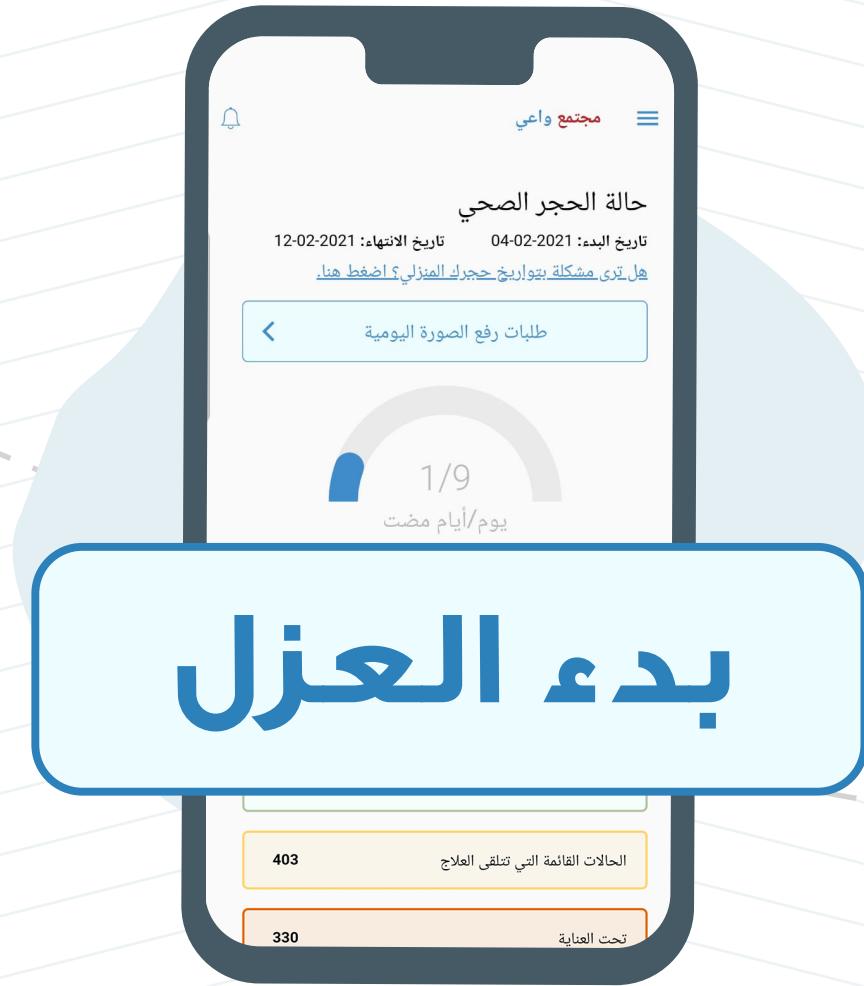 مجتمع واعي
حالة الحجر الصحي
تاريخ البدء: 2021-02-04 تاريخ الانتهاء: 2021-02-12
هل ترى مشكلة بتواريخ حجرك المنزلي؟ اضغط هنا.
طلبات رفع الصورة اليومية
1/9
يوم/أيام مضت
بدء العزل
الحالات القائمة التي تتلقى العلاج 403
تحت العناية 330